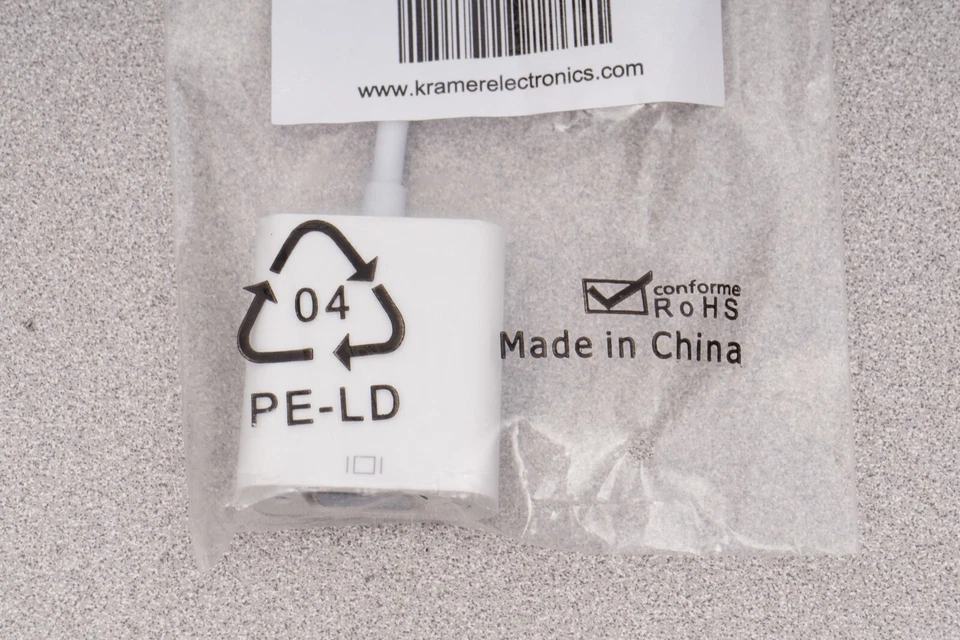 www.kramerelectronics.com
04
PE-LD
conforme
RoHS
Made in China